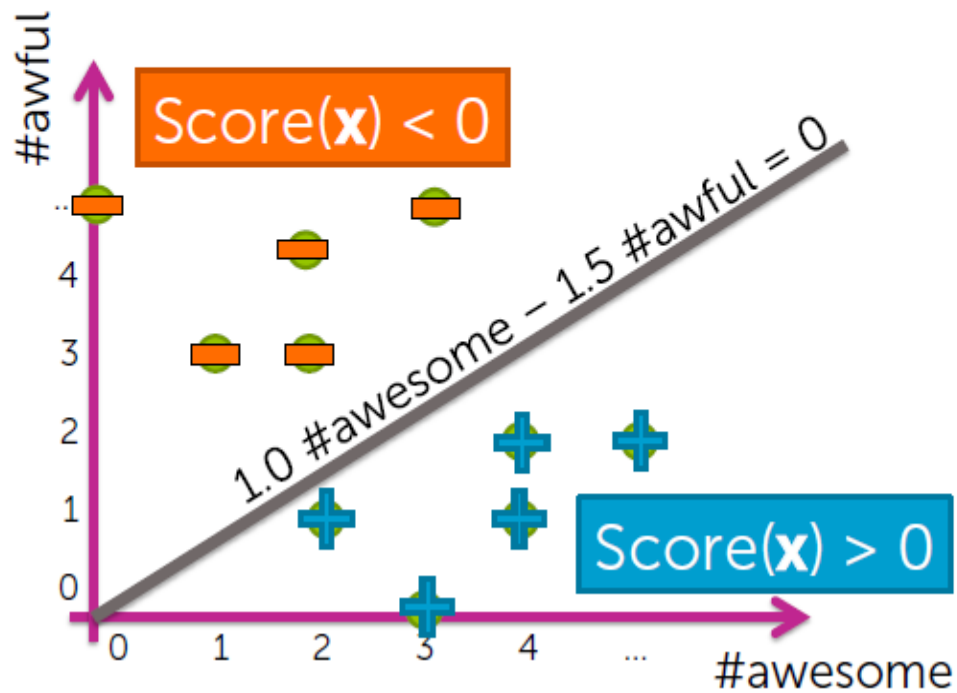 #awful
Score(x) < 0
1.0 #awesome – 1.5 #awful = 0
...
4
3
2
1
0
Score(x) > 0
0 1 2 3 4 ...
#awesome